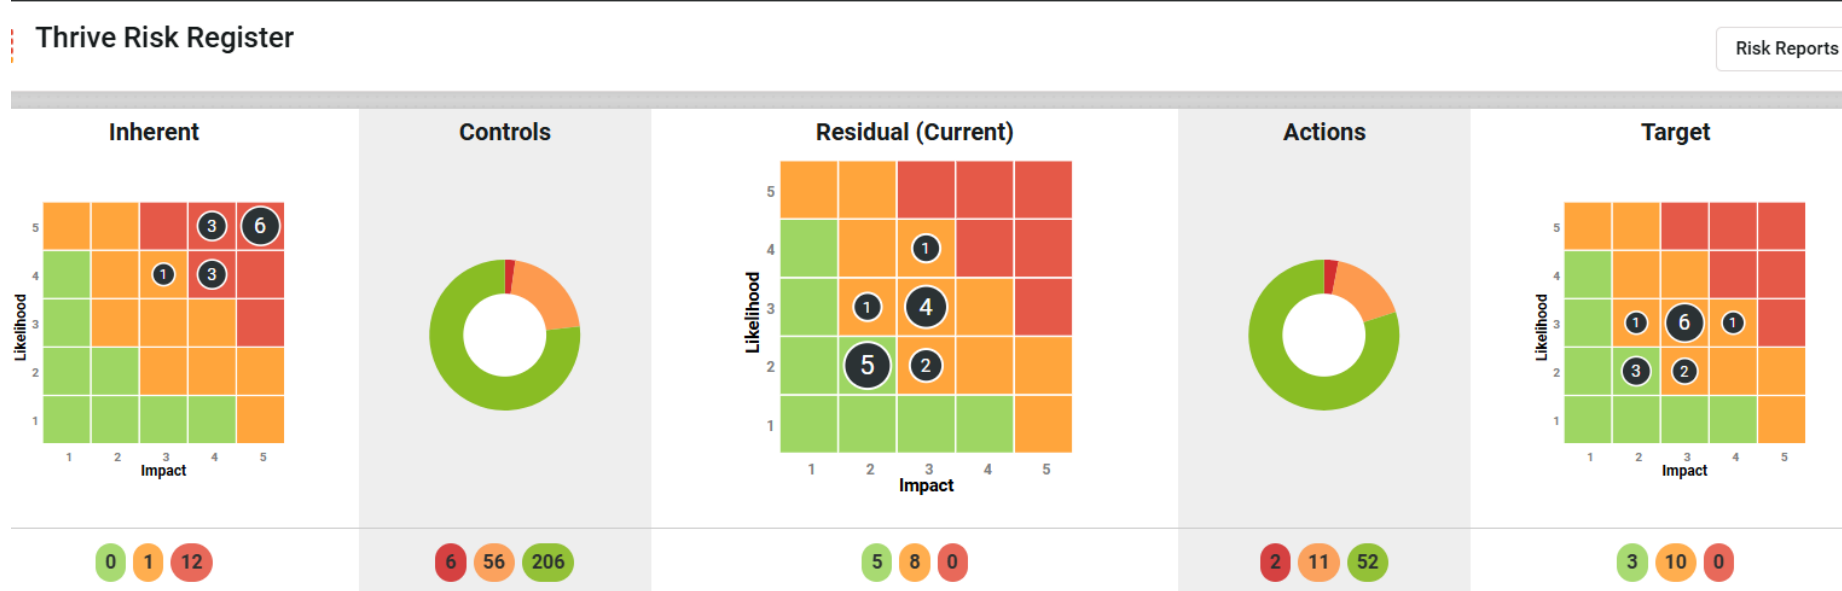 Thrive Risk Register
Risk Reports
Inherent
Controls
Residual (Current)
Actions
Target
5
4
3
2
1
Likelihood
3 6
1 3
1 2 3 4 5
Impact
5
4
3
2
1
Likelihood
1
1 4
5 2
1 2 3 4 5
Impact
5
4
3
2
1
Likelihood
1 6 1
3 2
1 2 3 4 5
Impact
0 1 12
6 56 206
5 8 0
2 11 52
3 10 0